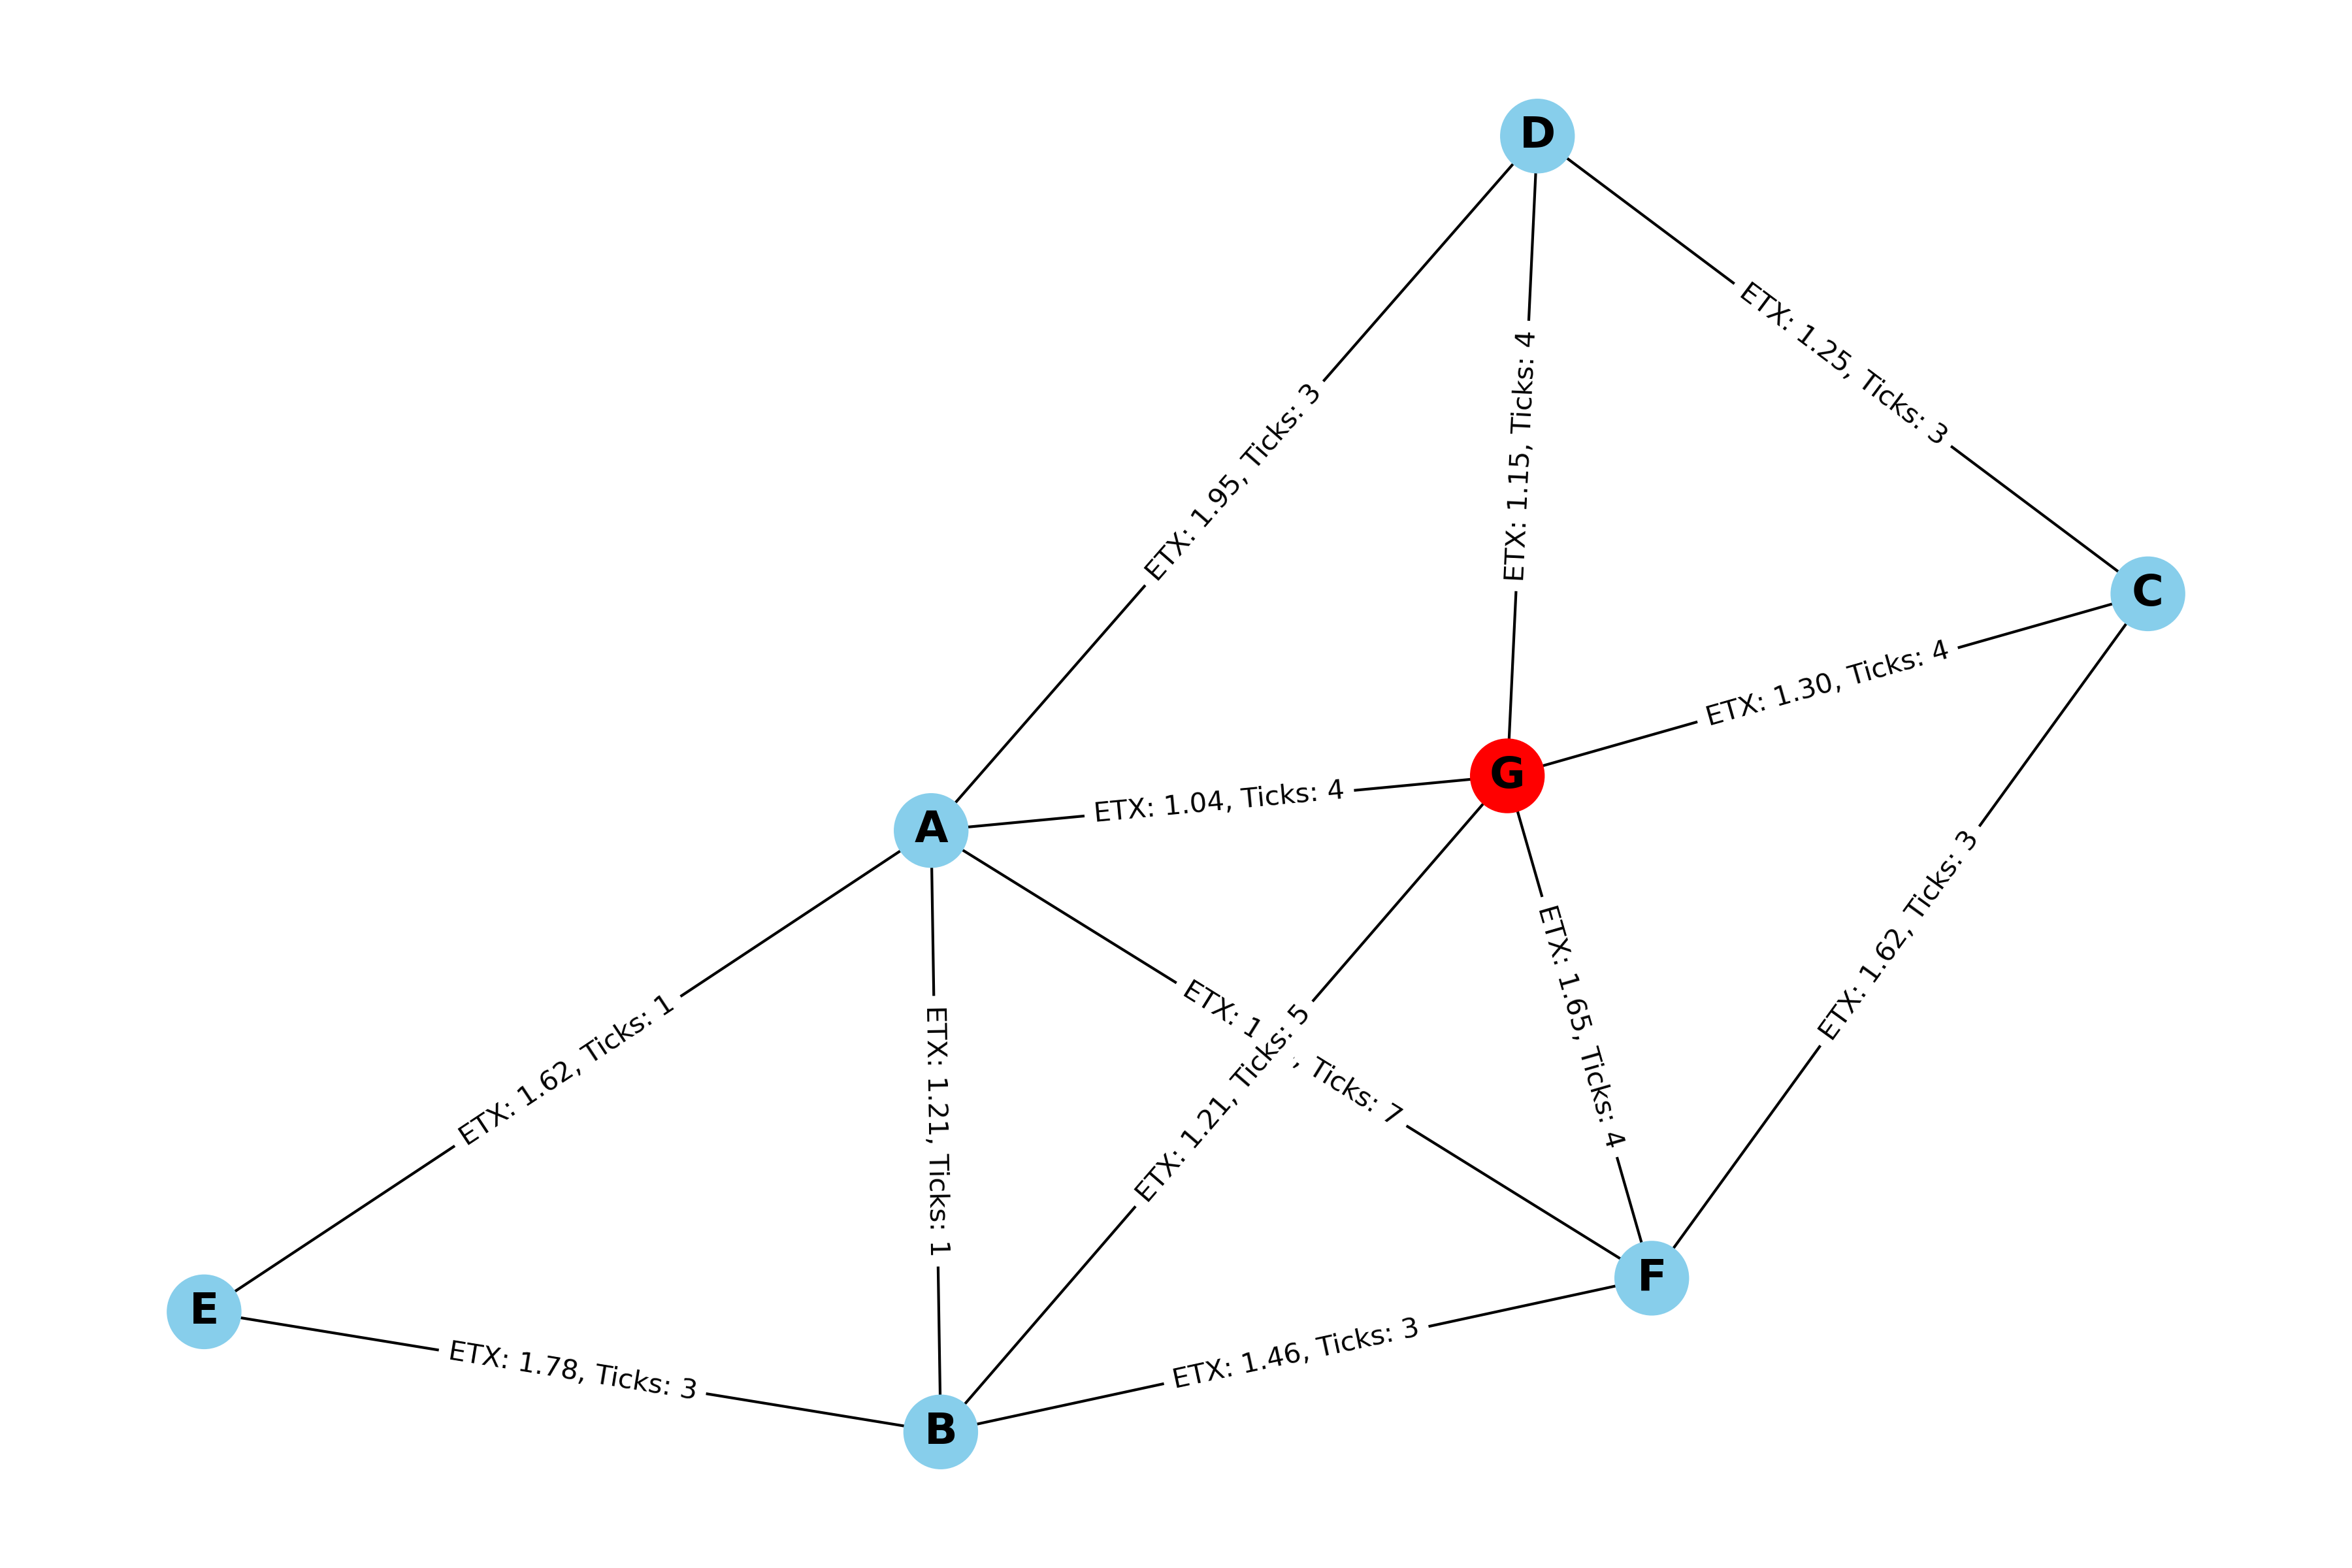 D
ETX: 1.25, Ticks: 3
ETX: 1.15, Ticks: 4
ETX: 1.95, Ticks: 3
C
ETX: 1.30, Ticks: 4
G
ETX: 1.04, Ticks: 4
A
ETX: 1.62, Ticks: 3
ETX: 1.65, Ticks: 4
ETX: 1 , Ticks: 7
ETX: 1.21, Ticks: 5
ETX: 1.62, Ticks: 1
ETX: 1.21, Ticks: 1
F
E
ETX: 1.46, Ticks: 3
ETX: 1.78, Ticks: 3
B